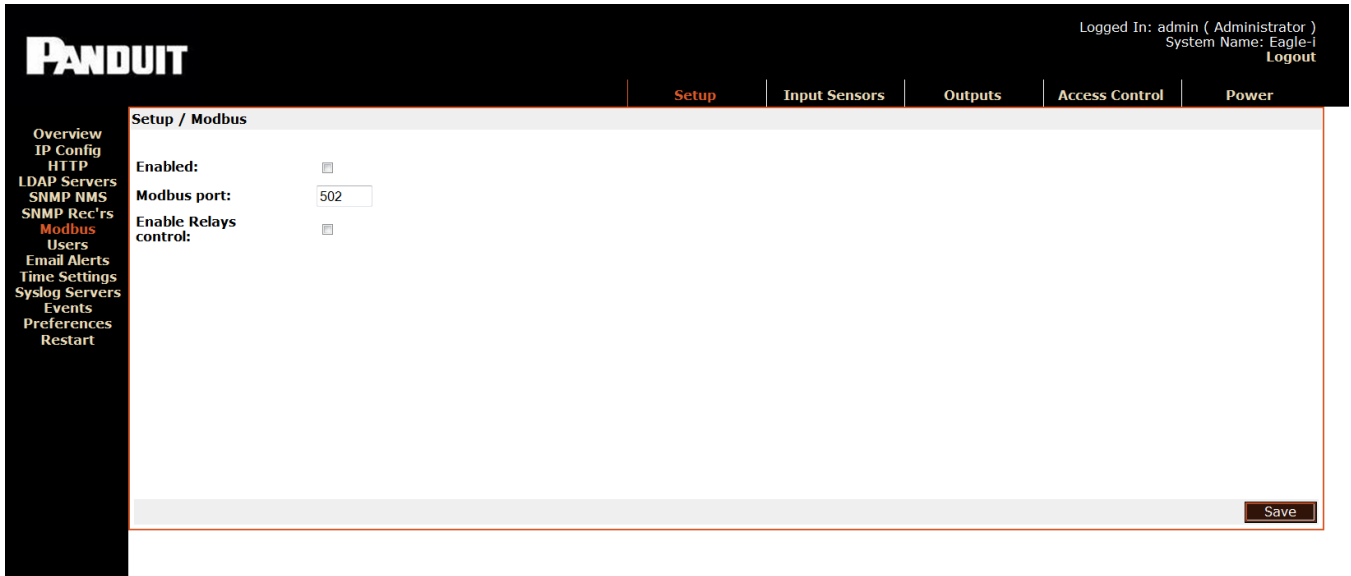 PANDUIT
Logged In: admin ( Administrator )
System Name: Eagle-i
Logout
Setup
Input Sensors
Outputs
Access Control
Power
Overview
IP Config
HTTP
LDAP Servers
SNMP NMS
SNMP Rec'rs
Modbus
Users
Email Alerts
Time Settings
Syslog Servers
Events
Preferences
Restart
Setup / Modbus
Enabled:
Modbus port:
502
Enable Relays
control:
Save